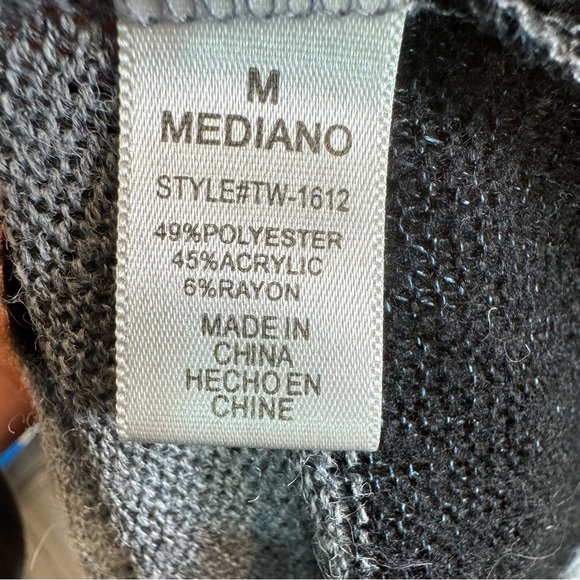 M
MEDIANO
STYLE#TW-1612
49%POLYESTER
45%ACRYLIC
6%RAYON
MADE IN
CHINA
HECHO EN
CHINE